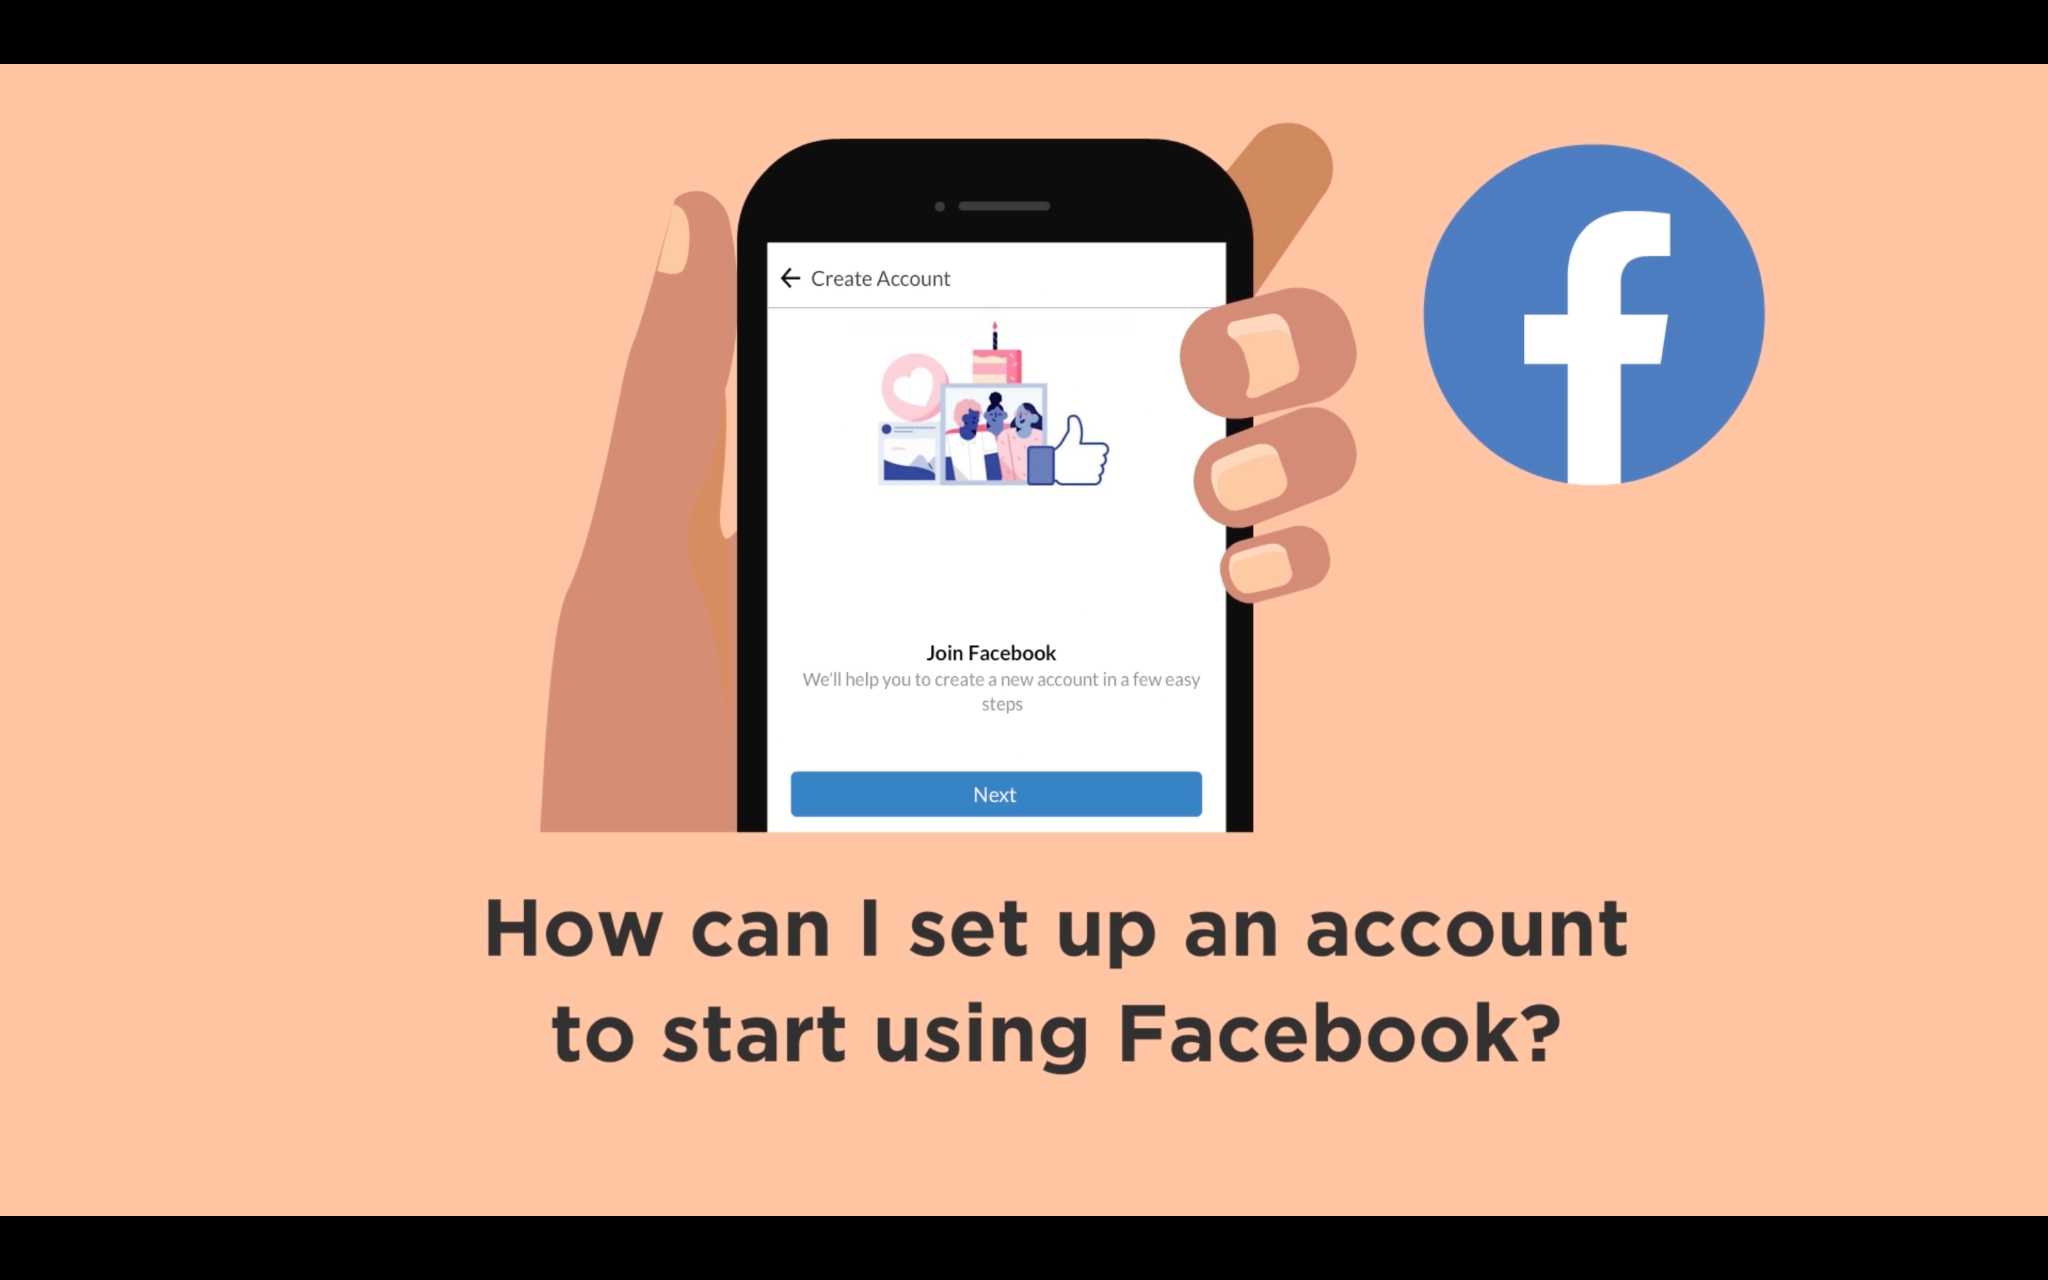 Create Account
Join Facebook
We'll help you to create a new account in a few easy
steps
Next
How can I set up an account
to start using Facebook?